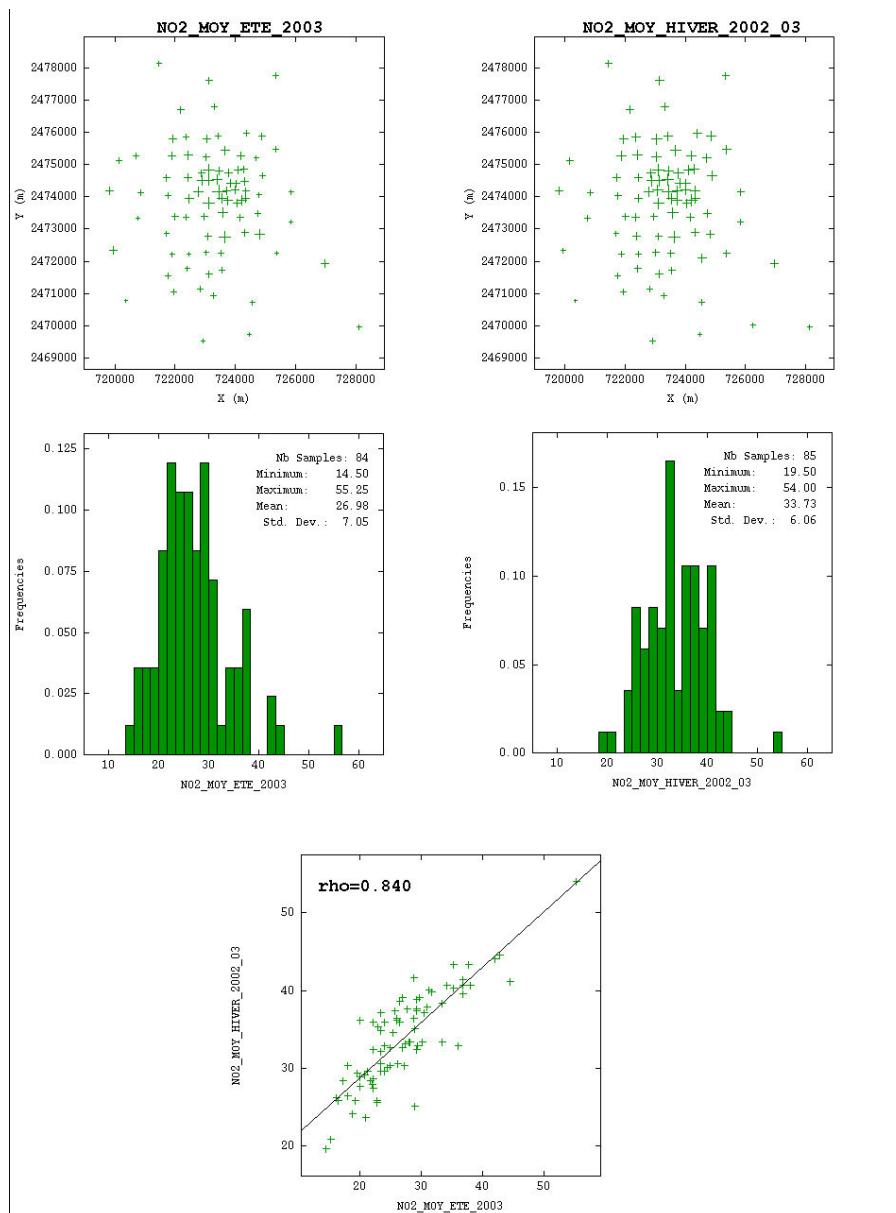 NO2_MOY_ETE_2003
2478000
2477000
2476000
2475000
2474000
2473000
2472000
2471000
2470000
2469000
Y (m)
720000 722000 724000 726000 728000
X (m)
NO2_MOY_HIVER_2002_03
2478000
2477000
2476000
2475000
2474000
2473000
2472000
2471000
2470000
2469000
Y (m)
720000 722000 724000 726000 728000
X (m)
0.125
0.100
0.075
0.050
0.025
0.000
Frequencies
Nb Samples: 84
Minimum: 14.50
Maximum: 55.25
Mean: 26.98
Std. Dev.: 7.05
10 20 30 40 50 60
NO2_MOY_ETE_2003
0.15
0.10
0.05
0.00
Frequencies
Nb Samples: 85
Minimum: 19.50
Maximum: 54.00
Mean: 33.73
Std. Dev.: 6.06
10 20 30 40 50 60
NO2_MOY_HIVER_2002_03
rho=0.840
50
40
30
20
NO2_MOY_HIVER_2002_03
20 30 40 50
NO2_MOY_ETE_2003